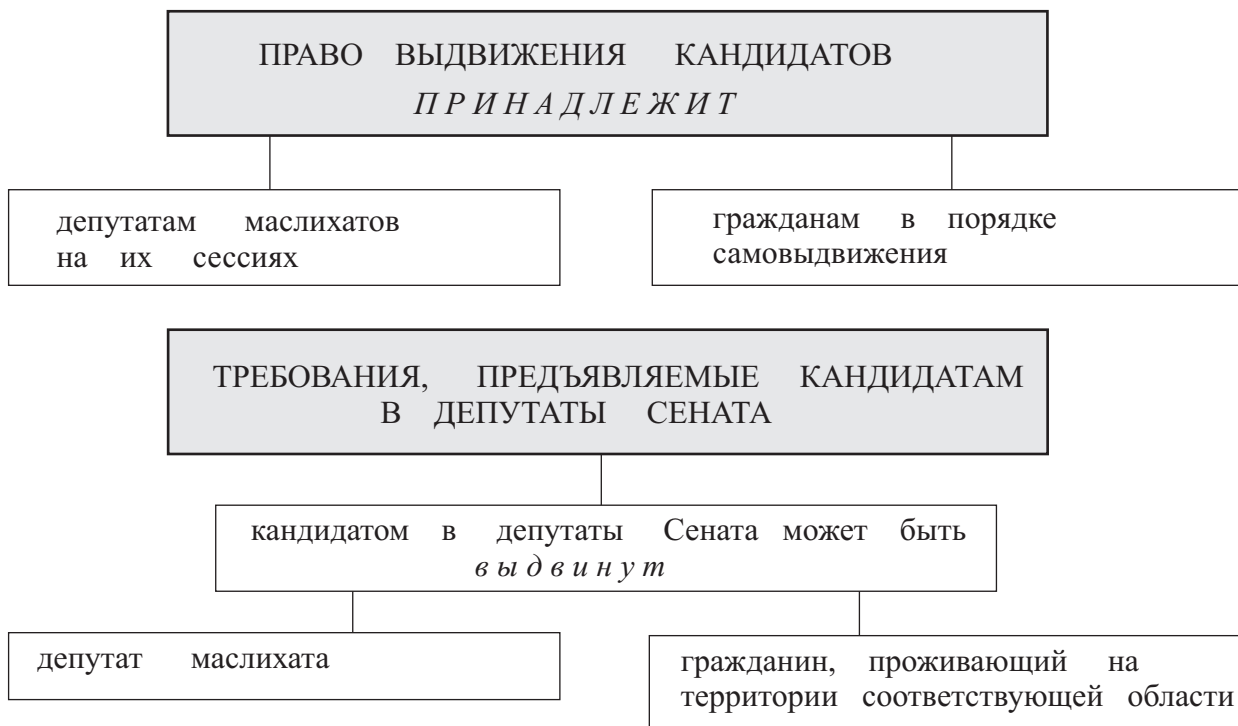 ПРАВО ВЫДВИЖЕНИЯ КАНДИДАТОВ
ПРИНАДЛЕЖИТ
депутатам маслихатов
на их сессиях
гражданам в порядке
самовыдвижения
ТРЕБОВАНИЯ, ПРЕДЪЯВЛЯЕМЫЕ КАНДИДАТАМ
В ДЕПУТАТЫ СЕНАТА
кандидатом в депутаты Сената может быть
выдвинут
депутат маслихата
гражданин, проживающий на
территории соответствующей области